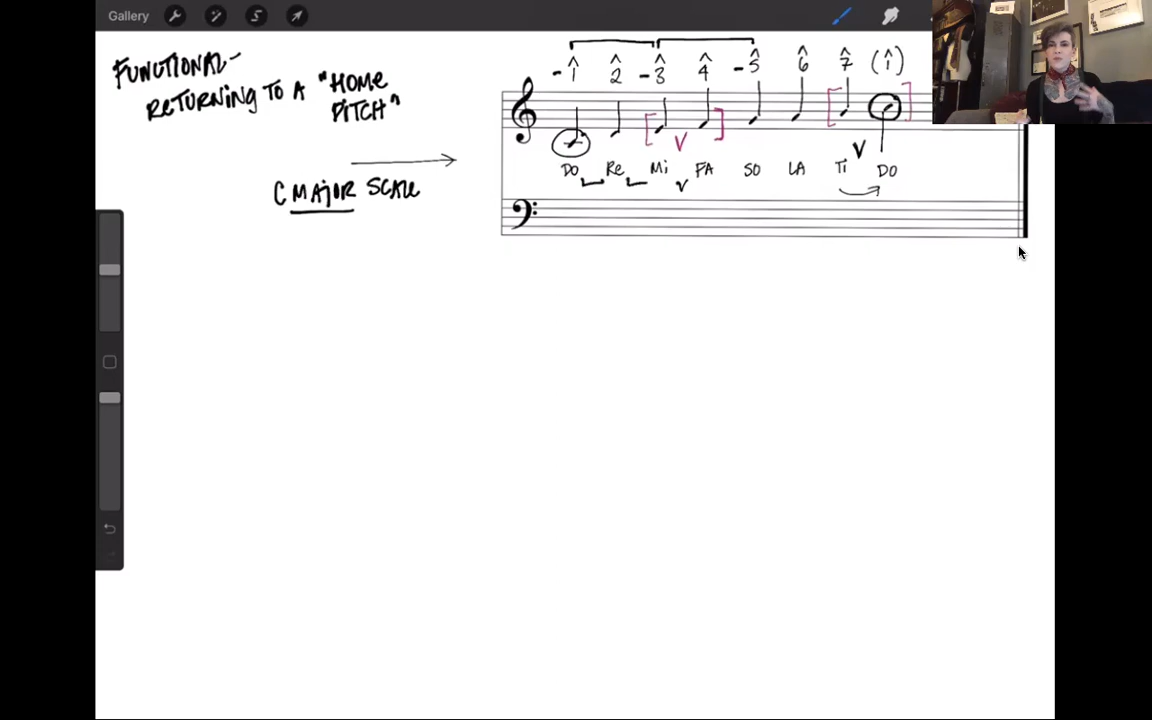 Gallery
FUNCTIONAL-
RETURNING TO A "HOME
PITCH"
C MAJOR SCALE
-1̂ 2̂ -3̂ 4̂ -5̂ 6̂ 7̂ (1̂)
DO Re Mi FA SO LA Ti DO